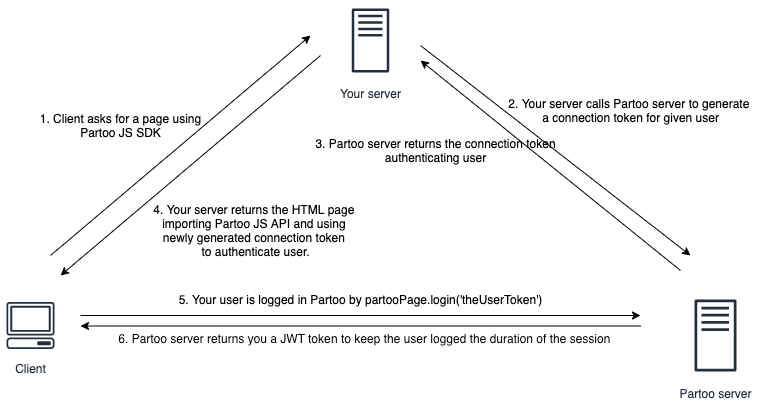 Your server
1. Client asks for a page using
Partoo JS SDK
2. Your server calls Partoo server to generate
a connection token for given user
3. Partoo server returns the connection token
authenticating user
4. Your server returns the HTML page
importing Partoo JS API and using
newly generated connection token
to authenticate user.
5. Your user is logged in Partoo by partooPage.login('theUserToken')
6. Partoo server returns you a JWT token to keep the user logged the duration of the session
Client
Partoo server